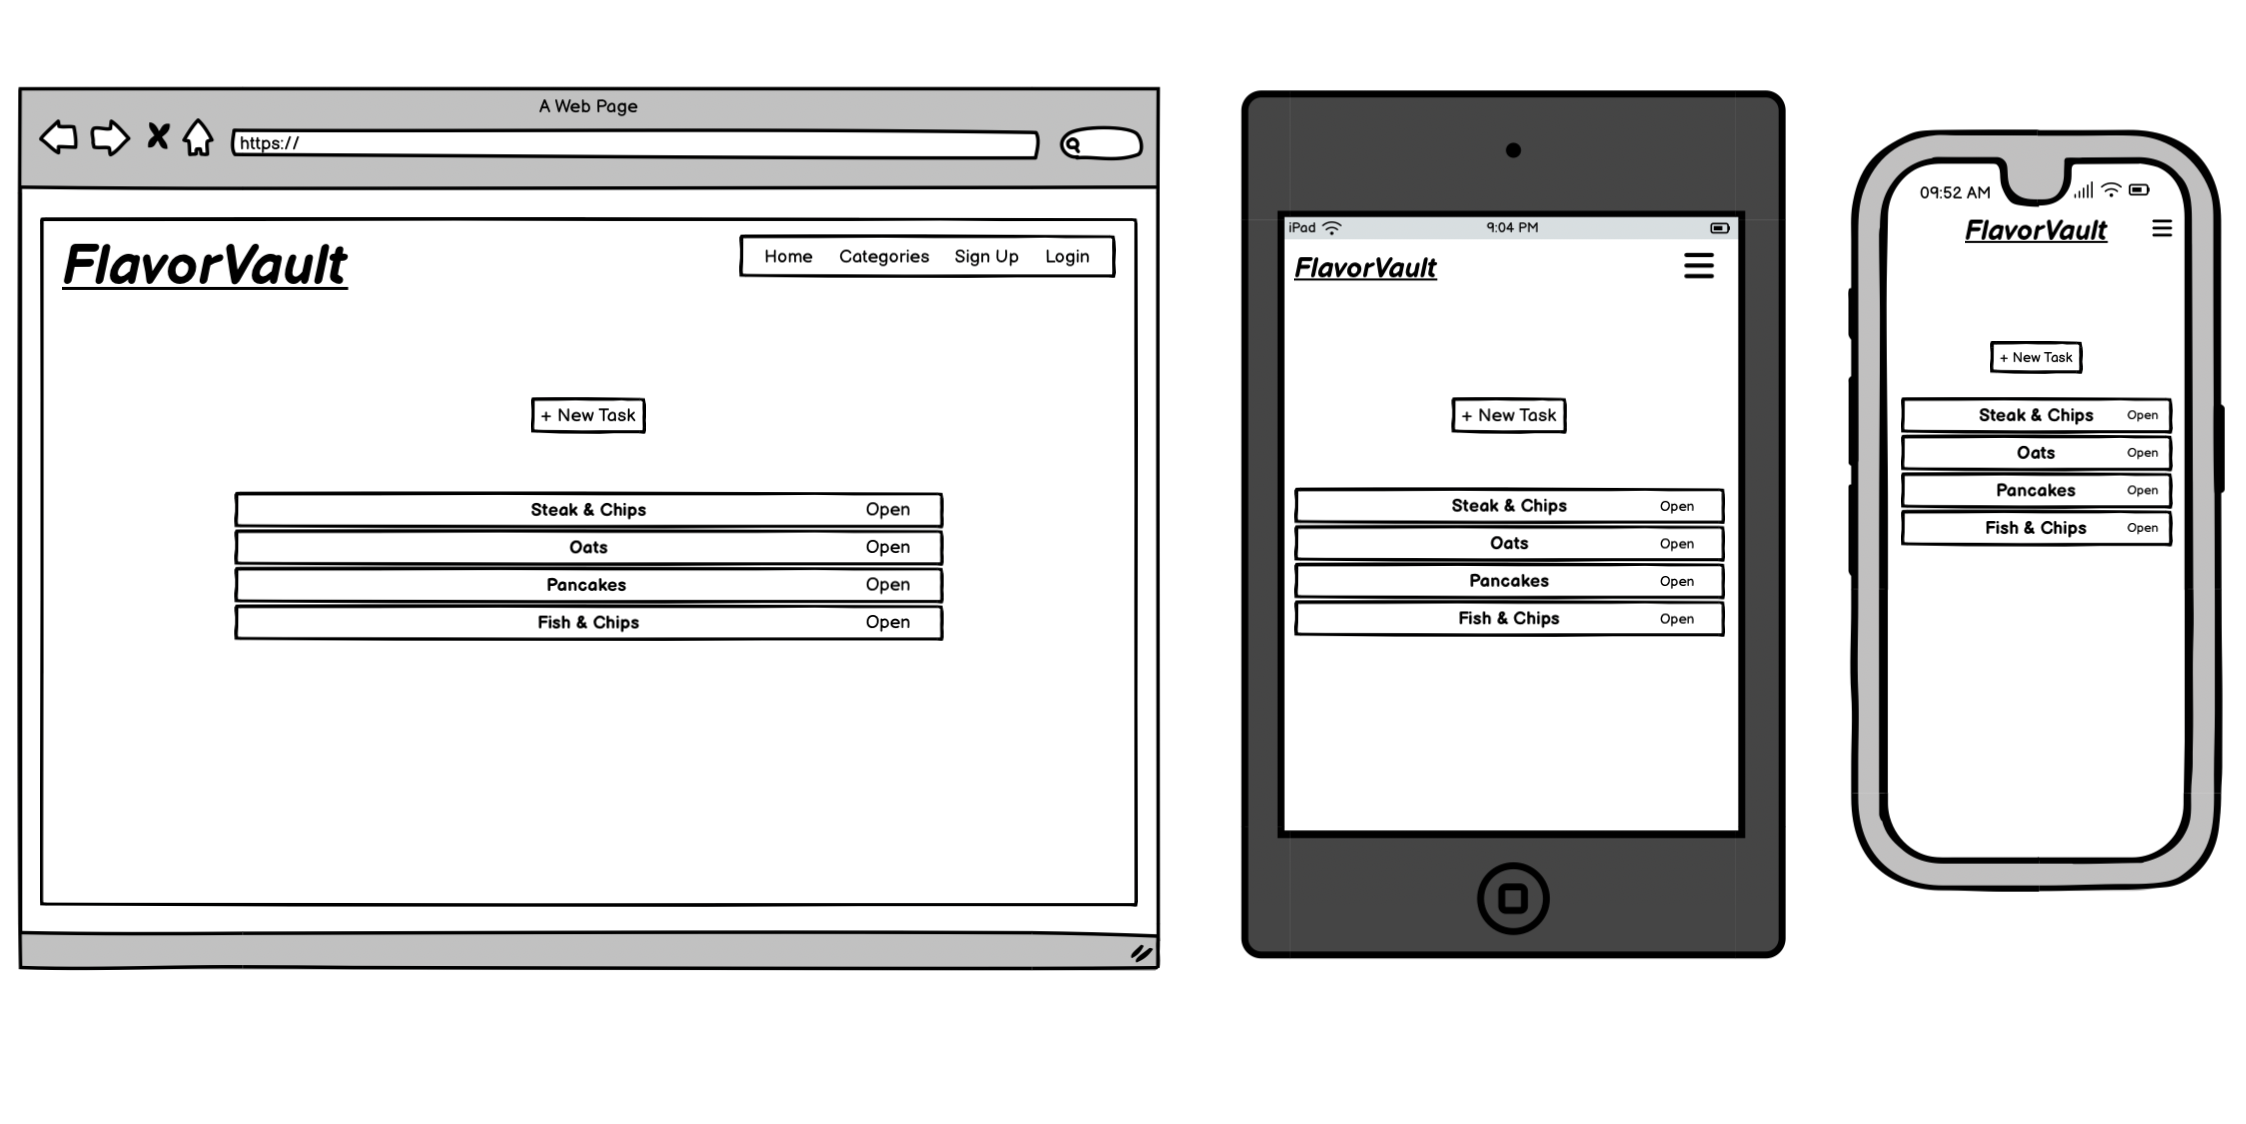 A Web Page
https://
FlavorVault
Home Categories Sign Up Login
+ New Task
Steak & Chips Open
Oats Open
Pancakes Open
Fish & Chips Open
iPad 9:04 PM
FlavorVault
+ New Task
Steak & Chips Open
Oats Open
Pancakes Open
Fish & Chips Open
09:52 AM
FlavorVault
+ New Task
Steak & Chips Open
Oats Open
Pancakes Open
Fish & Chips Open